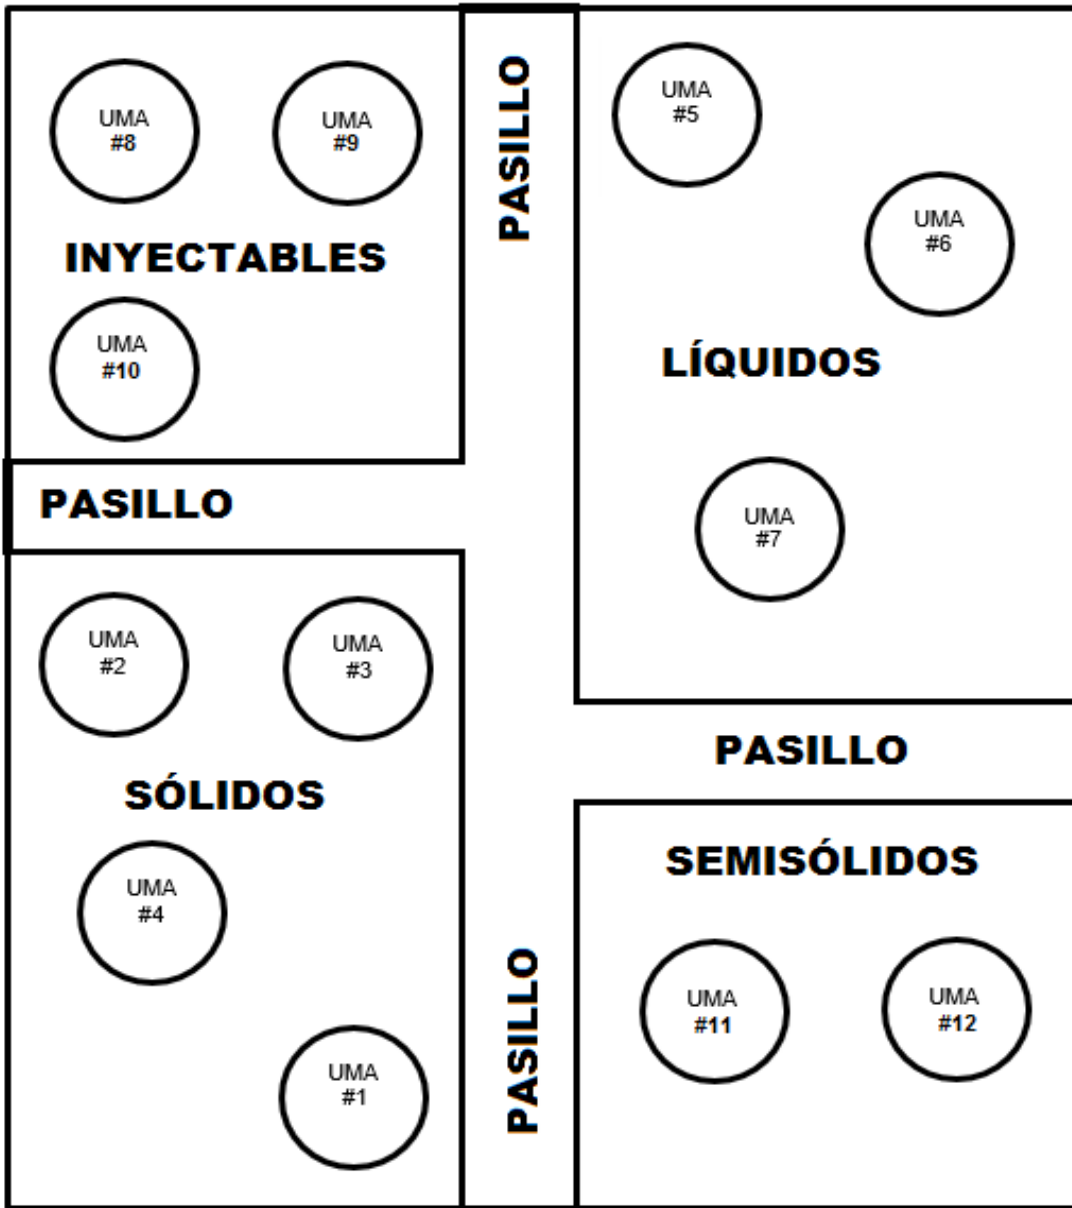 UMA
#8
UMA
#9
INYECTABLES
UMA
#10
PASILLO
UMA
#5
UMA
#6
LÍQUIDOS
UMA
#7
PASILLO
UMA
#2
UMA
#3
SÓLIDOS
UMA
#4
UMA
#1
PASILLO
PASILLO
SEMISÓLIDOS
UMA
#11
UMA
#12